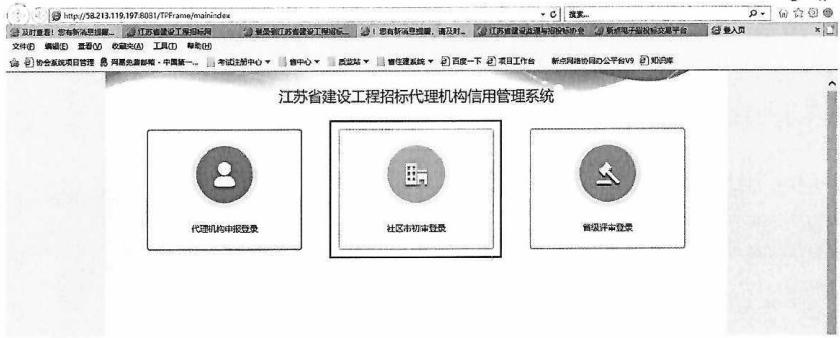 http://58.213.119.197:8081/TPFrame/mainindex 搜索...
及时查看！您有新消息提醒... 江苏省建设工程招标网 登录到江苏省建设工程招标... ！您有新消息提醒，请及时... 江苏省建设监理与招投标协会 新点电子招投标交易平台 登入页
文件(F) 编辑(E) 查看(V) 收藏夹(A) 工具(T) 帮助(H)
协会系统项目管理 网易免费邮箱 - 中国第一... 考试注册中心 省中心 质监站 省住建系统 百度一下 项目工作台 新点网络协同办公平台V9 知识库
江苏省建设工程招标代理机构信用管理系统
代理机构申报登录 社区市初审登录 省级评审登录